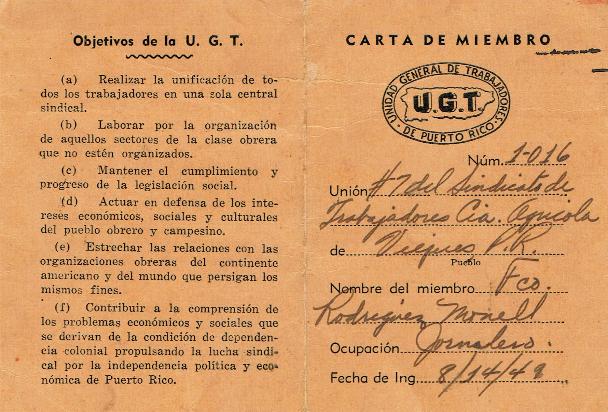 Objetivos de la U. G. T.
(a) Realizar la unificación de to-
dos los trabajadores en una sola central
sindical.
(b) Laborar por la organización
de aquellos sectores de la clase obrera
que no estén organizados.
(c) Mantener el cumplimiento y
progreso de la legislación social.
(d) Actuar en defensa de los inte-
reses económicos, sociales y culturales
del pueblo obrero y campesino.
(e) Estrechar las relaciones con las
organizaciones obreras del continente
americano y del mundo que persigan los
mismos fines.
(f) Contribuir a la comprensión de
los problemas económicos y sociales que
se derivan de la condición de dependen-
cia colonial propulsando la lucha sindi-
cal por la independencia política y eco-
nómica de Puerto Rico.
CARTA DE MIEMBRO
UNIDAD GENERAL DE TRABAJADORES
U.G.T.
· DE PUERTO RICO ·
Núm. 1-016
Unión #7 del Sindicato de
Trabajadores Cia. Agricola
de Vieques P.R
Pueblo
Nombre del miembro Fco.
Rodriguez Monell
Ocupación Jornalero.
Fecha de Ing. 8/14/49